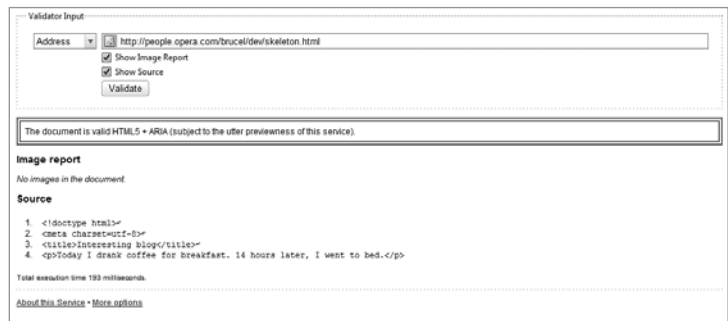 Validator Input
Address http://people.opera.com/brucel/dev/skeleton.html
Show Image Report
Show Source
Validate
The document is valid HTML5 + ARIA (subject to the utter previewness of this service).
Image report
No images in the document.
Source
1. <!doctype html>↩
2. <meta charset=utf-8>↩
3. <title>Interesting blog</title>↩
4. <p>Today I drank coffee for breakfast. 14 hours later, I went to bed.</p>
Total execution time 193 milliseconds.
About this Service • More options